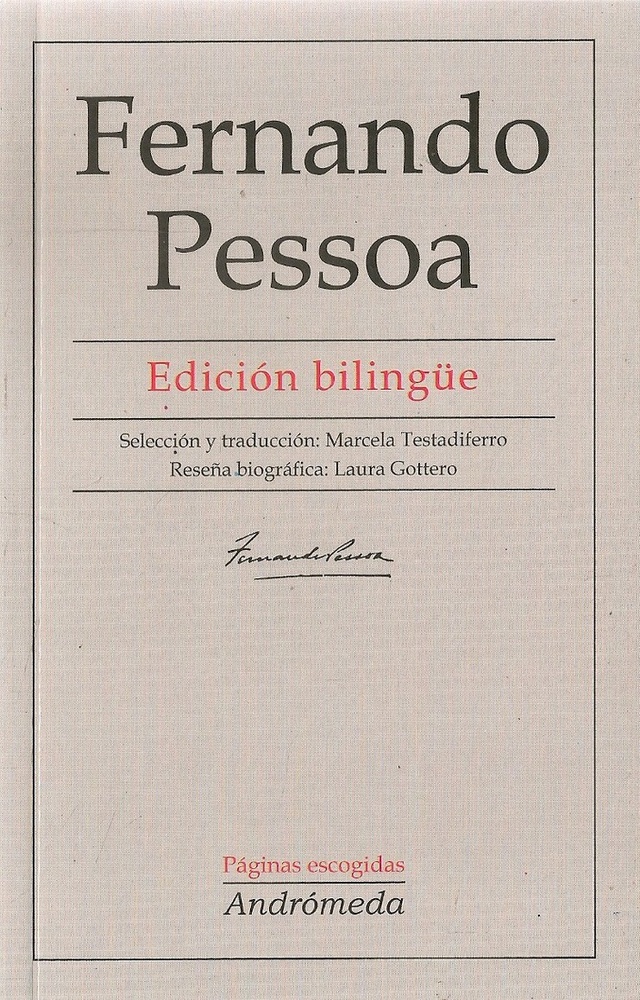 Fernando
Pessoa
Edición bilingüe
Selección y traducción: Marcela Testadiferro
Reseña biográfica: Laura Gottero
Fernando Pessoa
Páginas escogidas
Andrómeda